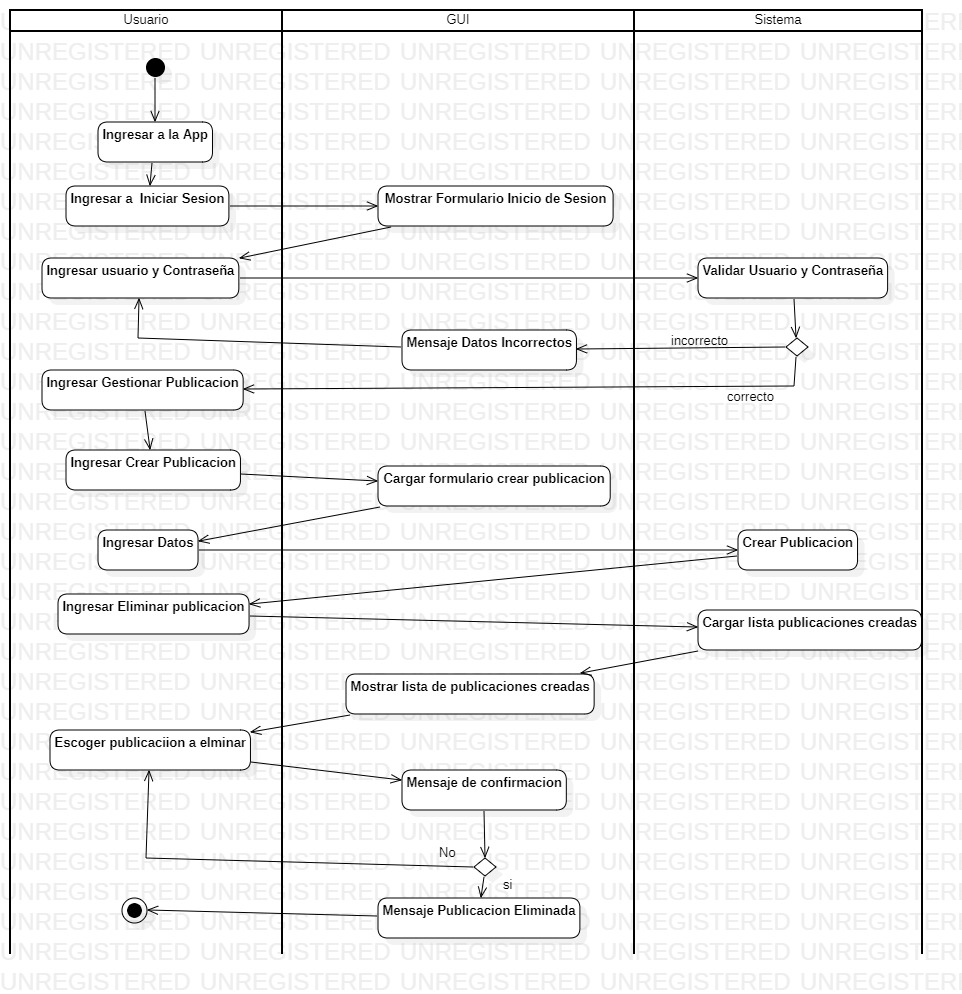 Usuario GUI Sistema
Ingresar a la App
Ingresar a  Iniciar Sesion Mostrar Formulario Inicio de Sesion
Ingresar usuario y Contraseña Validar Usuario y Contraseña
Mensaje Datos Incorrectos incorrecto
Ingresar Gestionar Publicacion
correcto
Ingresar Crear Publicacion
Cargar formulario crear publicacion
Ingresar Datos Crear Publicacion
Ingresar Eliminar publicacion
Cargar lista publicaciones creadas
Mostrar lista de publicaciones creadas
Escoger publicaciion a elminar
Mensaje de confirmacion
No
si
Mensaje Publicacion Eliminada
UNREGISTERED